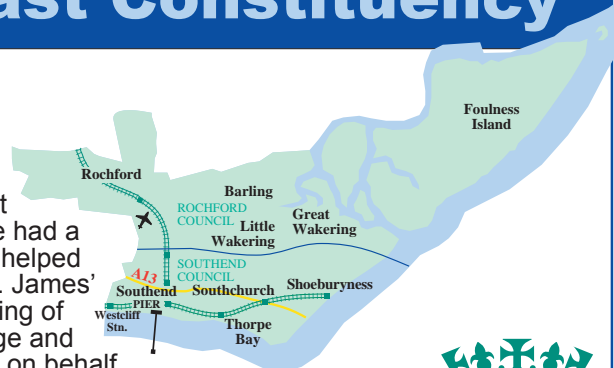 ast Constituency
Foulness
Island
Rochford
Barling
ROCHFORD
COUNCIL
Little
Wakering
Great
Wakering
SOUTHEND
COUNCIL
A13
Southend
PIER
Southchurch
Shoeburyness
Westcliff
Stn.
Thorpe
Bay
t
e had a
helped
. James'
ing of
ge and
on behalf